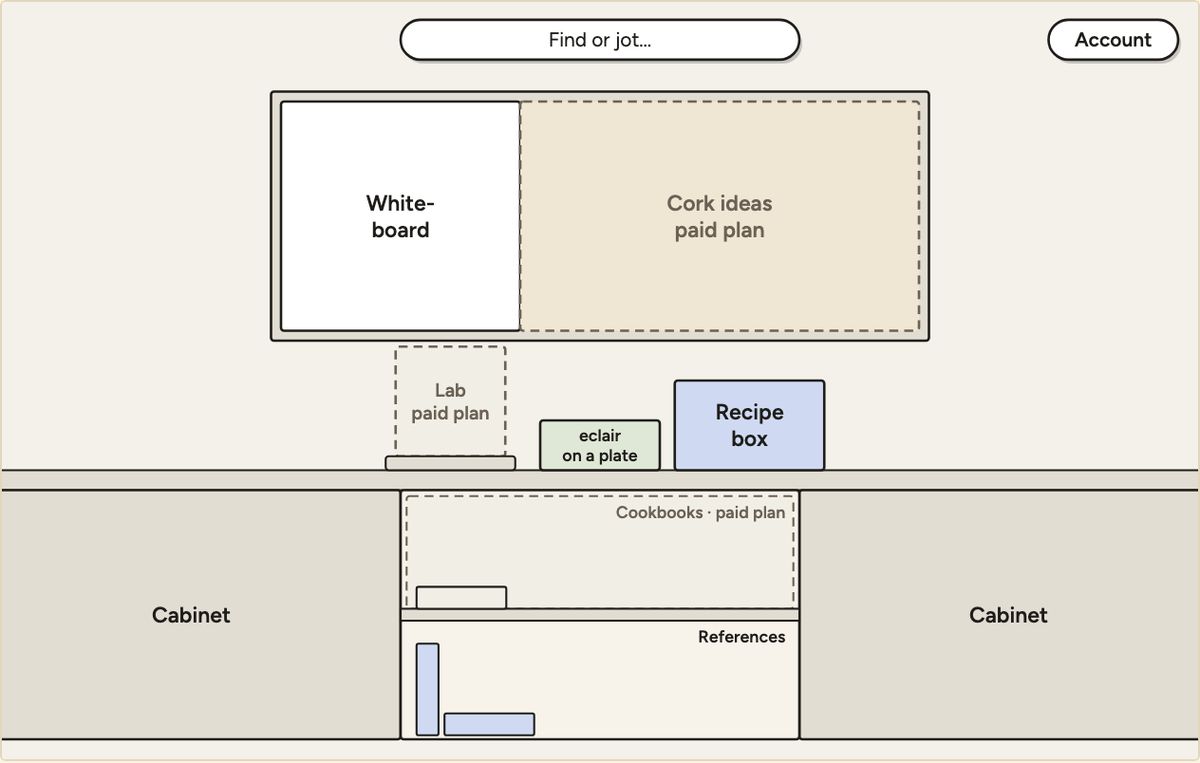 Find or jot...
Account
White-
board
Cork ideas
paid plan
Lab
paid plan
eclair
on a plate
Recipe
box
Cookbooks · paid plan
Cabinet
Cabinet
References